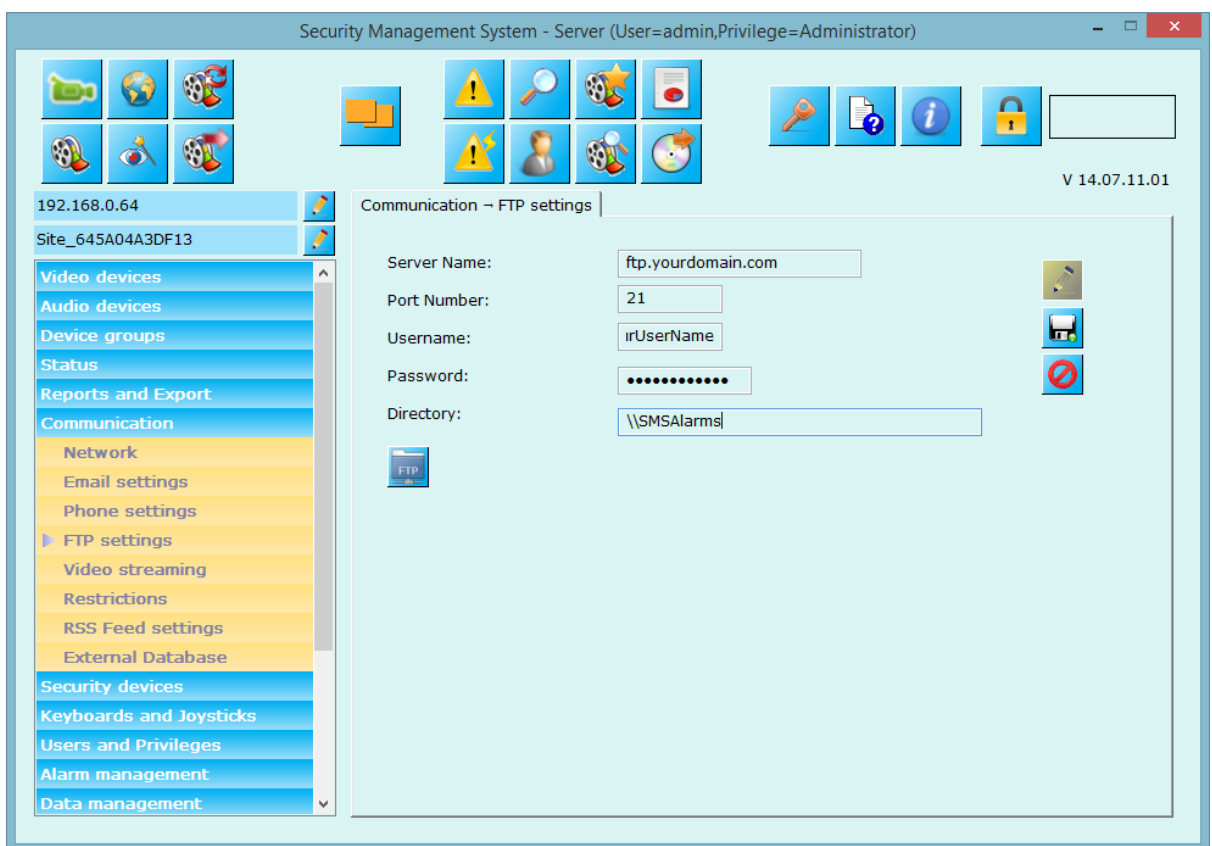 Security Management System - Server (User=admin,Privilege=Administrator)
V 14.07.11.01
192.168.0.64
Site_645A04A3DF13
Video devices
Audio devices
Device groups
Status
Reports and Export
Communication
Network
Email settings
Phone settings
FTP settings
Video streaming
Restrictions
RSS Feed settings
External Database
Security devices
Keyboards and Joysticks
Users and Privileges
Alarm management
Data management
Communication → FTP settings
Server Name: ftp.yourdomain.com
Port Number: 21
Username: ırUserName
Password: ●●●●●●●●●●●●
Directory: \\SMSAlarms
FTP